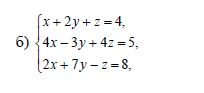 x + 2y + z = 4,
б) 4x – 3y + 4z = 5,
2x + 7y – z = 8,